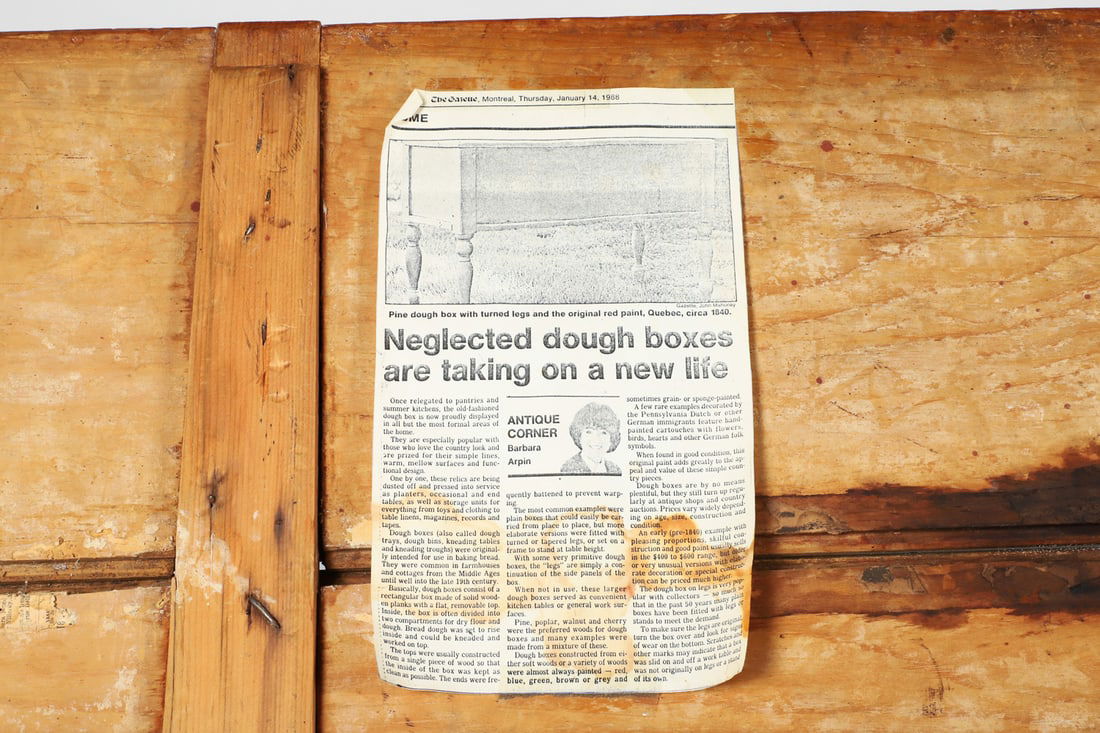 The Gazette, Montreal, Thursday, January 14, 1988
ME
Gazette, John Mahoney
Pine dough box with turned legs and the original red paint, Quebec, circa 1840.
Neglected dough boxes
are taking on a new life
Once relegated to pantries and
summer kitchens, the old-fashioned
dough box is now proudly displayed
in all but the most formal areas of
the home.
They are especially popular with
those who love the country look and
are prized for their simple lines,
warm, mellow surfaces and func-
tional design.
One by one, these relics are being
dusted off and pressed into service
as planters, occasional and end
tables, as well as storage units for
everything from toys and clothing to
table linens, magazines, records and
tapes.
Dough boxes (also called dough
trays, dough bins, kneading tables
and kneading troughs) were original-
ly intended for use in baking bread.
They were common in farmhouses
and cottages from the Middle Ages
until well into the late 19th century.
Basically, dough boxes consist of a
rectangular box made of solid wood-
en planks with a flat, removable top.
Inside, the box is often divided into
two compartments for dry flour and
dough. Bread dough was set to rise
inside and could be kneaded and
worked on top.
The tops were usually constructed
from a single piece of wood so that
the inside of the box was kept as
clean as possible. The ends were fre-
ANTIQUE
CORNER
Barbara
Arpin
quently battened to prevent warp-
ing.
The most common examples were
plain boxes that could easily be car-
ried from place to place, but more
elaborate versions were fitted with
turned or tapered legs, or set on a
frame to stand at table height.
With some very primitive dough
boxes, the "legs" are simply a con-
tinuation of the side panels of the
box.
When not in use, these larger
dough boxes served as convenient
kitchen tables or general work sur-
faces.
Pine, poplar, walnut and cherry
were the preferred woods for dough
boxes and many examples were
made from a mixture of these.
Dough boxes constructed from ei-
ther soft woods or a variety of woods
were almost always painted — red,
blue, green, brown or grey and
sometimes grain- or sponge-painted.
A few rare examples decorated by
the Pennsylvania Dutch or other
German immigrants feature hand-
painted cartouches with flowers,
birds, hearts and other German folk
symbols.
When found in good condition, this
original paint adds greatly to the ap-
peal and value of these simple coun-
try pieces.
Dough boxes are by no means
plentiful, but they still turn up regu-
larly at antique shops and country
auctions. Prices vary widely depend-
ing on age, size, construction and
condition.
An early (pre-1840) example with
pleasing proportions, skilful con-
struction and good paint usually sells
in the $400 to $600 range, but
or very unusual versions with
rate decoration or special construc-
tion can be priced much higher.
The dough box on legs is very pop-
ular with collectors — so much so
that in the past 50 years many plain
boxes have been fitted with legs or
stands to meet the demand.
To make sure the legs are original,
turn the box over and look for signs
of wear on the bottom. Scratches and
other marks may indicate that a box
was slid on and off a work table and
was not originally on legs or a stand
of its own.